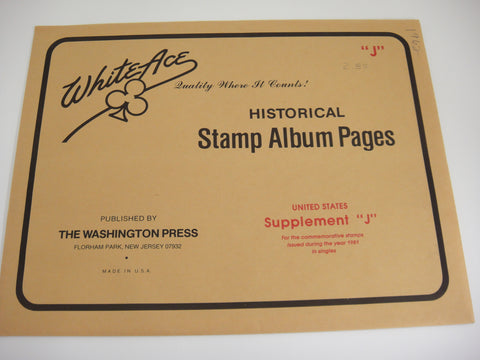 "J"
White Ace
Quality Where It Counts!
HISTORICAL
Stamp Album Pages
UNITED STATES
Supplement "J"
For the commemorative stamps
issued during the year 1961
in singles
PUBLISHED BY
THE WASHINGTON PRESS
FLORHAM PARK, NEW JERSEY 07932
MADE IN U.S.A.